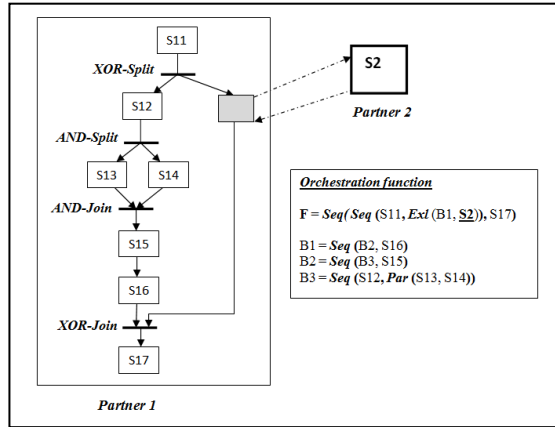 S11
XOR-Split
S2
S12
Partner 2
AND-Split
S13
S14
Orchestration function
AND-Join
F = Seq( Seq (S11, Exl (B1, S2)), S17)
S15
B1 = Seq (B2, S16)
B2 = Seq (B3, S15)
B3 = Seq (S12, Par (S13, S14))
S16
XOR-Join
S17
Partner 1